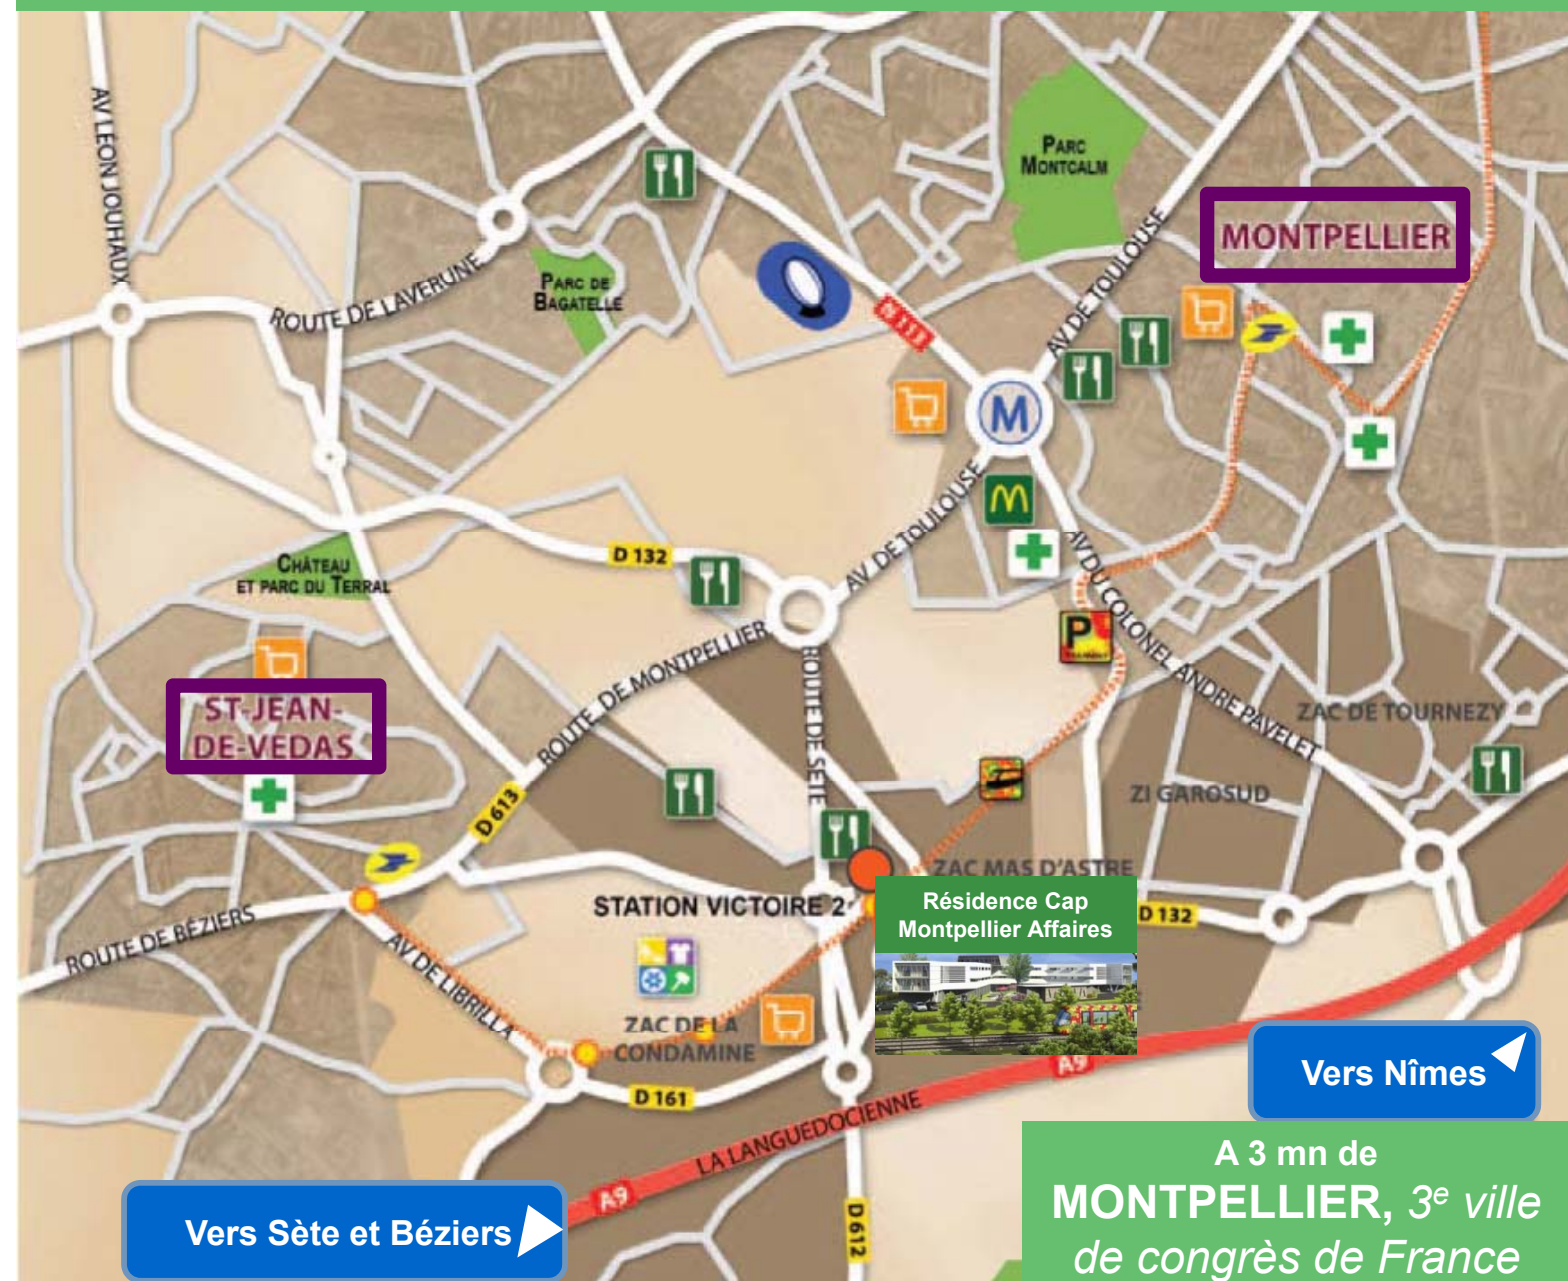 AV LEON JOUHAUX
PARC
MONTCALM
MONTPELLIER
ROUTE DE LAVERUNE
PARC DE
BAGATELLE
AV DE TOULOUSE
M
AV DE TOULOUSE
CHÂTEAU
ET PARC DU TERRAL
D 132
AV DU COLONEL ANDRE PAVELET
P
ROUTE DE MONTPELLIER
ROUTE DE SETE
ST-JEAN-
DE-VEDAS
ZAC DE TOURNEZY
D 613
ZI GAROSUD
ZAC MAS D'ASTRE
STATION VICTOIRE 2
Résidence Cap
Montpellier Affaires
D 132
ROUTE DE BÉZIERS
AV DE LIBRILLA
ZAC DE LA
CONDAMINE
D 161
A9
LA LANGUEDOCIENNE
A9
D 612
Vers Nîmes
Vers Sète et Béziers
A 3 mn de
MONTPELLIER, 3e ville
de congrès de France